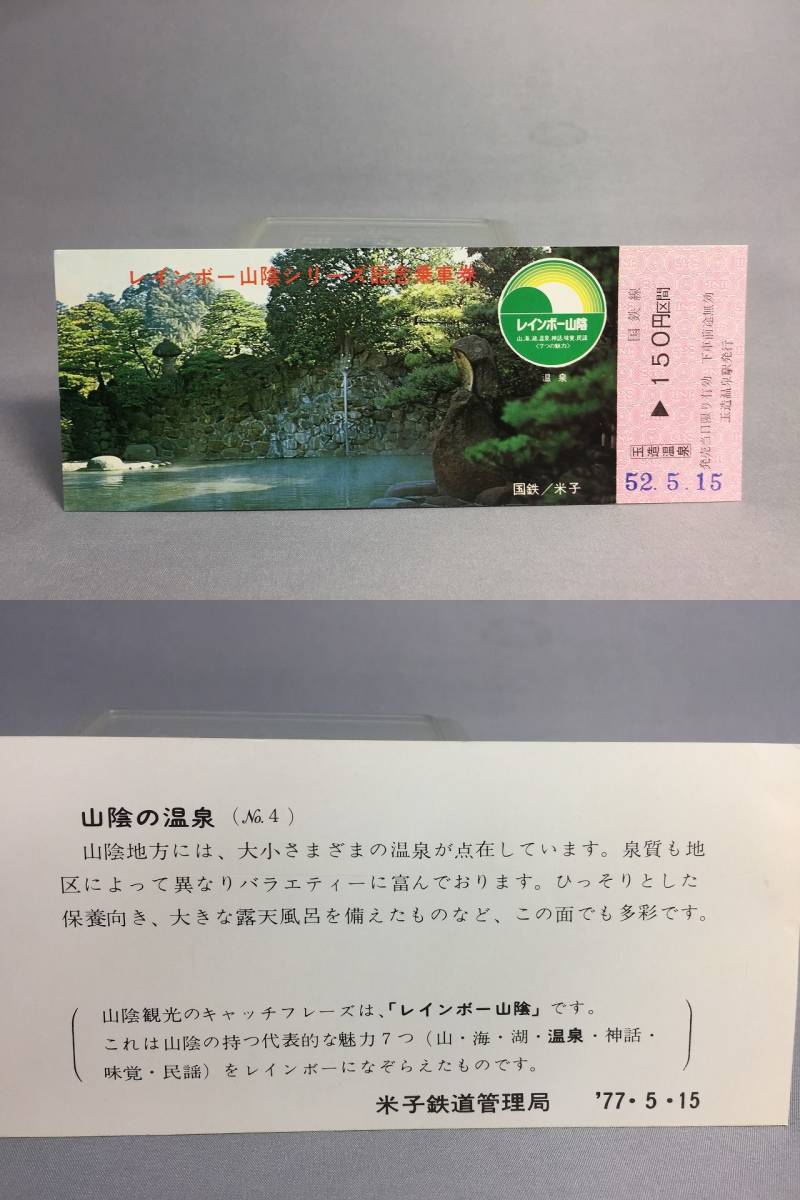 レインボー山陰シリーズ記念乗車券
レインボー山陰
山、海、湖、温泉、神話、味覚、民謡
〈7つの魅力〉
温泉
国鉄／米子
国鉄線
玉造温泉 ▶ 150円区間
発売当日限り有効 下車前途無効
玉造温泉駅発行
52.5.15
山陰の温泉（No.4）
山陰地方には、大小さまざまの温泉が点在しています。泉質も地
区によって異なりバラエティーに富んでおります。ひっそりとした
保養向き、大きな露天風呂を備えたものなど、この面でも多彩です。
山陰観光のキャッチフレーズは、「レインボー山陰」です。
これは山陰の持つ代表的な魅力7つ（山・海・湖・温泉・神話・
味覚・民謡）をレインボーになぞらえたものです。
米子鉄道管理局 '77・5・15